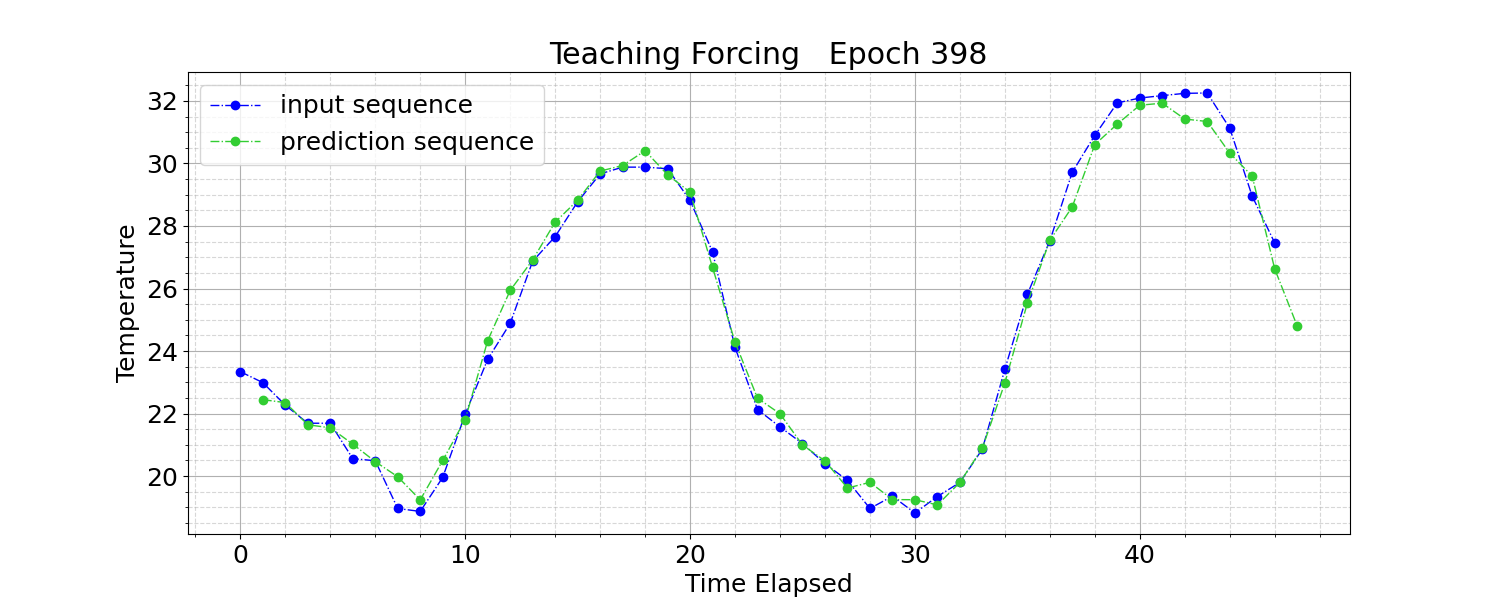 Teaching Forcing   Epoch 398
input sequence
prediction sequence
Temperature
32
30
28
26
24
22
20
0 10 20 30 40
Time Elapsed